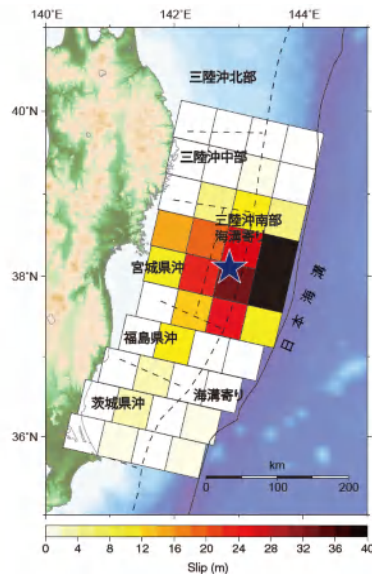 140°E 142°E 144°E
三陸沖北部
40°N
三陸沖中部
三陸沖南部
海溝寄り
宮城県沖
38°N
日本海溝
福島県沖
海溝寄り
茨城県沖
36°N
km
0 100 200
0 4 8 12 16 20 24 28 32 36 40
Slip (m)